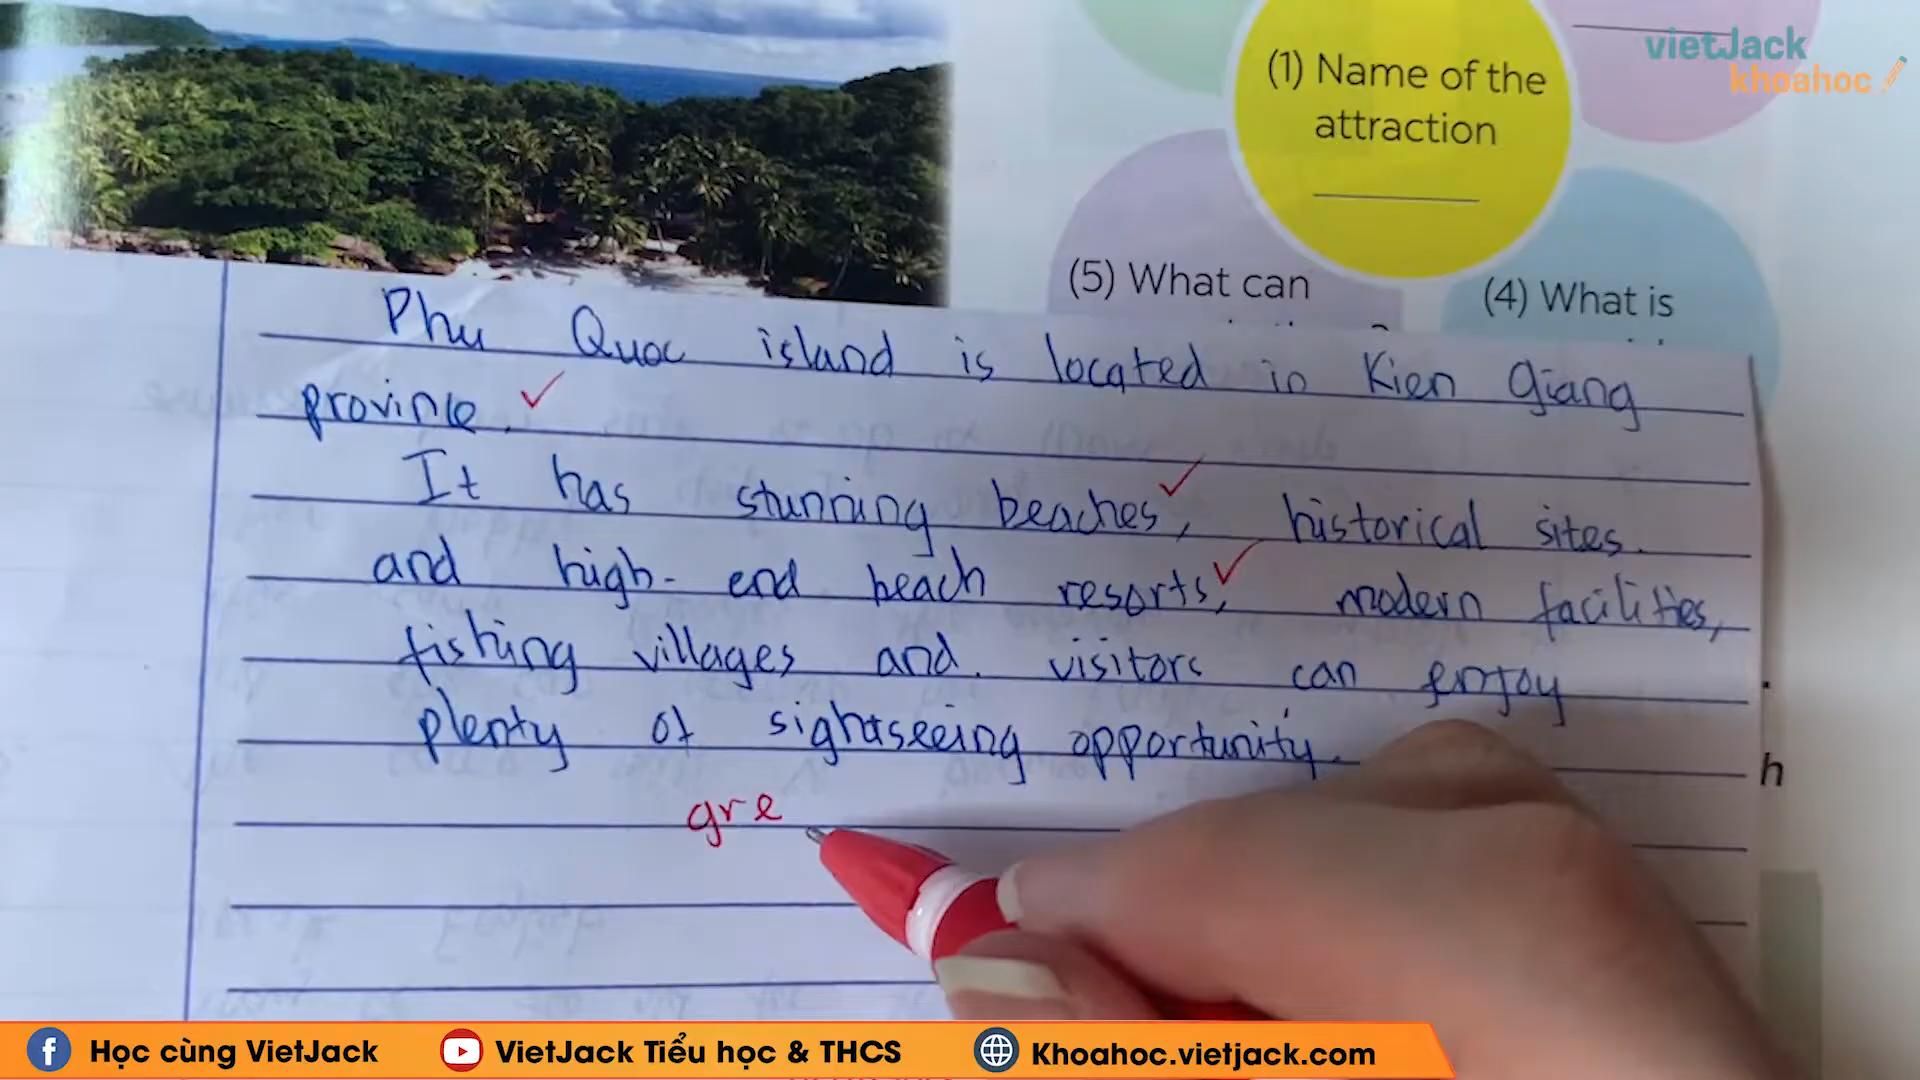 vietJack
khoahoc
(1) Name of the
attraction
(5) What can
(4) What is
Phu Quoc island is located in Kien Giang
province.
It has stunning beaches, historical sites.
and high-end beach resorts, modern facilities,
fishing villages and. visitors can enjoy
plenty of sightseeing opportunity.
h
gre
Học cùng VietJack
VietJack Tiểu học & THCS
Khoahoc.vietjack.com